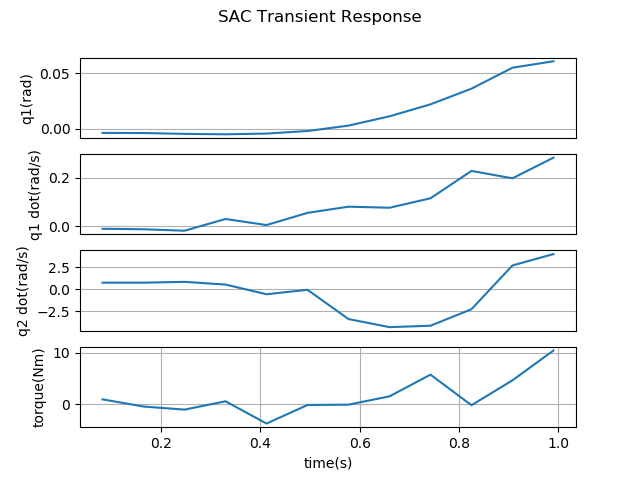 SAC Transient Response
q1(rad)
0.05
0.00
q1 dot(rad/s)
0.2
0.0
q2 dot(rad/s)
2.5
0.0
−2.5
torque(Nm)
10
0
0.2 0.4 0.6 0.8 1.0
time(s)